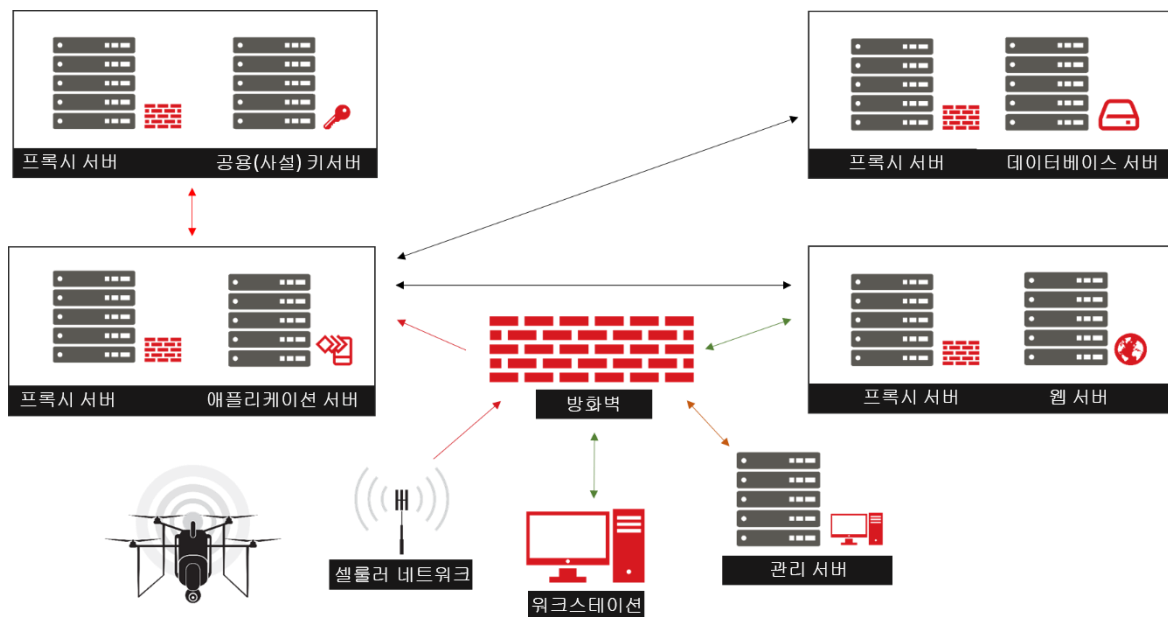 프록시 서버
공용(사설) 키서버
프록시 서버
데이터베이스 서버
프록시 서버
애플리케이션 서버
방화벽
프록시 서버
웹 서버
셀룰러 네트워크
워크스테이션
관리 서버